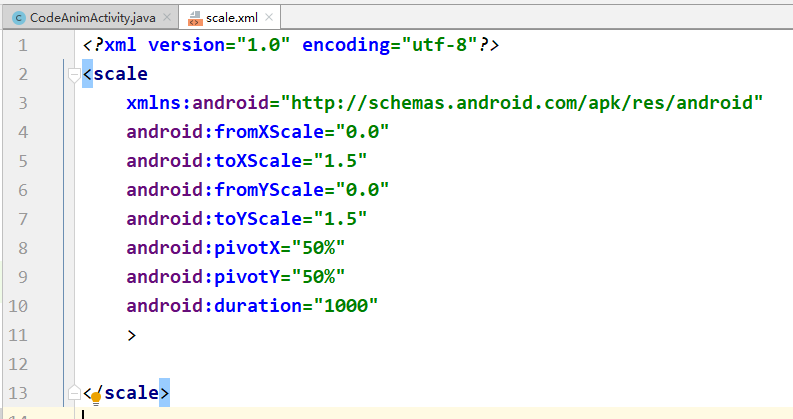 CodeAnimActivity.java scale.xml
1 <?xml version="1.0" encoding="utf-8"?>
2 <scale
3 xmlns:android="http://schemas.android.com/apk/res/android"
4 android:fromXScale="0.0"
5 android:toXScale="1.5"
6 android:fromYScale="0.0"
7 android:toYScale="1.5"
8 android:pivotX="50%"
9 android:pivotY="50%"
10 android:duration="1000"
11 >
12
13 </scale>
14